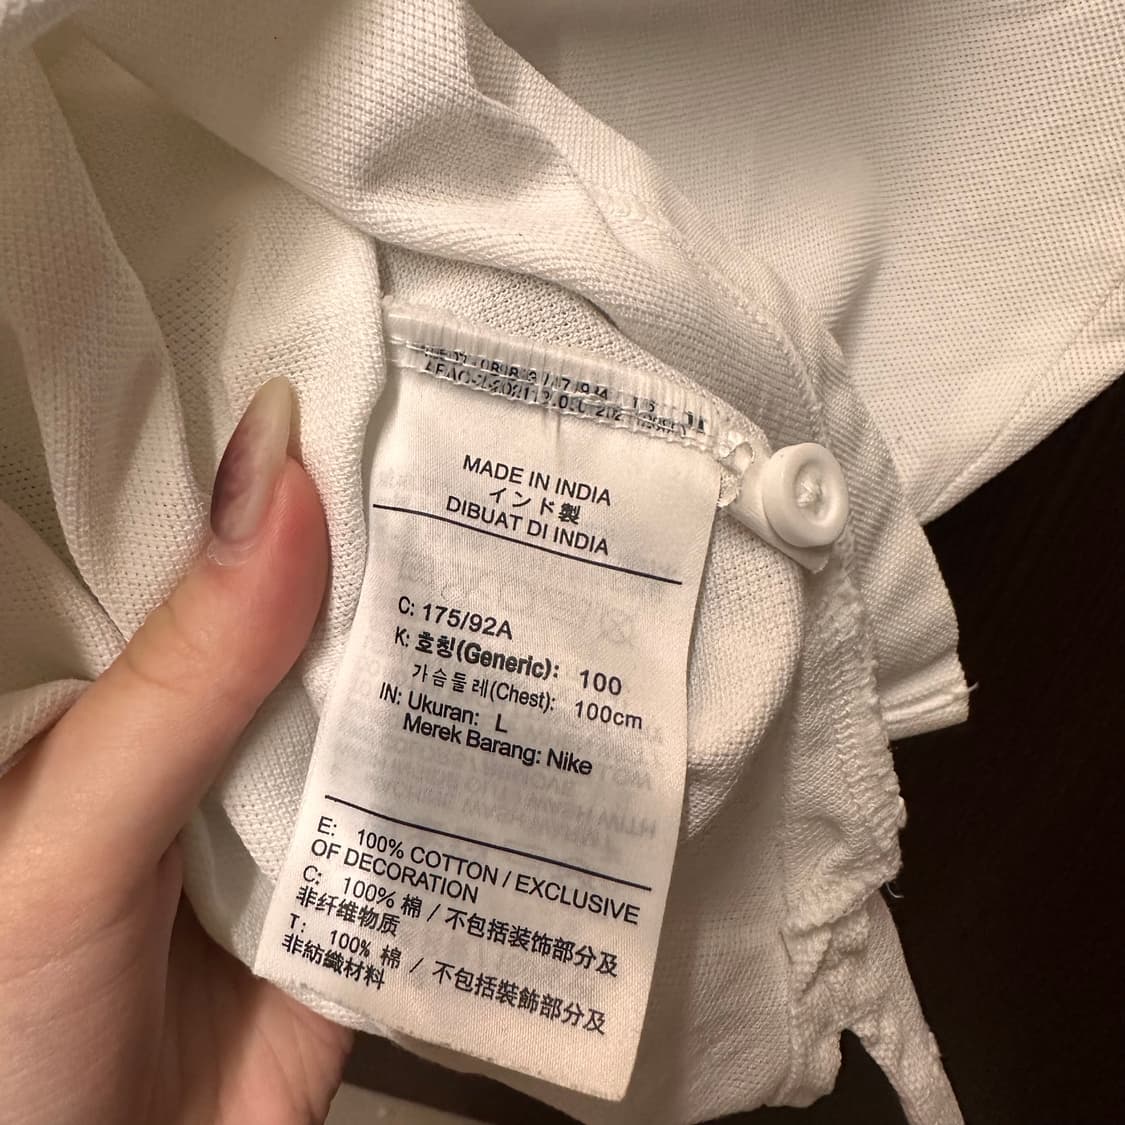 MADE IN INDIA
インド製
DIBUAT DI INDIA
C: 175/92A
K: 호칭(Generic): 100
가슴둘레(Chest): 100cm
IN: Ukuran: L
Merek Barang: Nike
E: 100% COTTON / EXCLUSIVE
OF DECORATION
C: 100% 棉 / 不包括装饰部分及
非纤维物质
T: 100% 棉 / 不包括裝飾部分及
非紡織材料